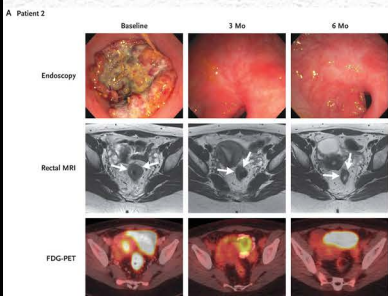 A Patient 2
Baseline 3 Mo 6 Mo
Endoscopy
Rectal MRI
FDG-PET